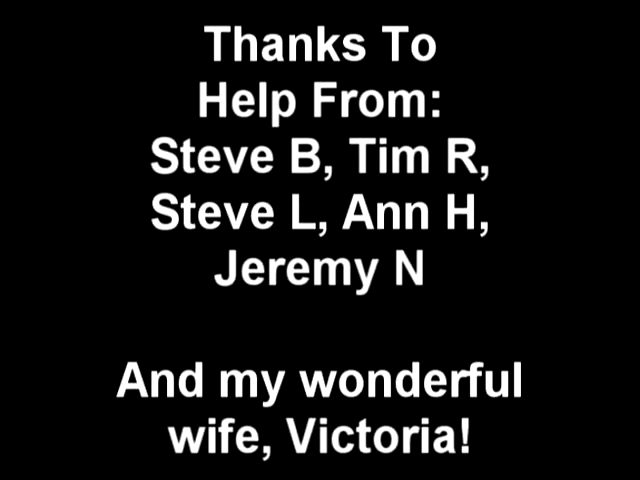 Thanks To
Help From:
Steve B, Tim R,
Steve L, Ann H,
Jeremy N
And my wonderful
wife, Victoria!